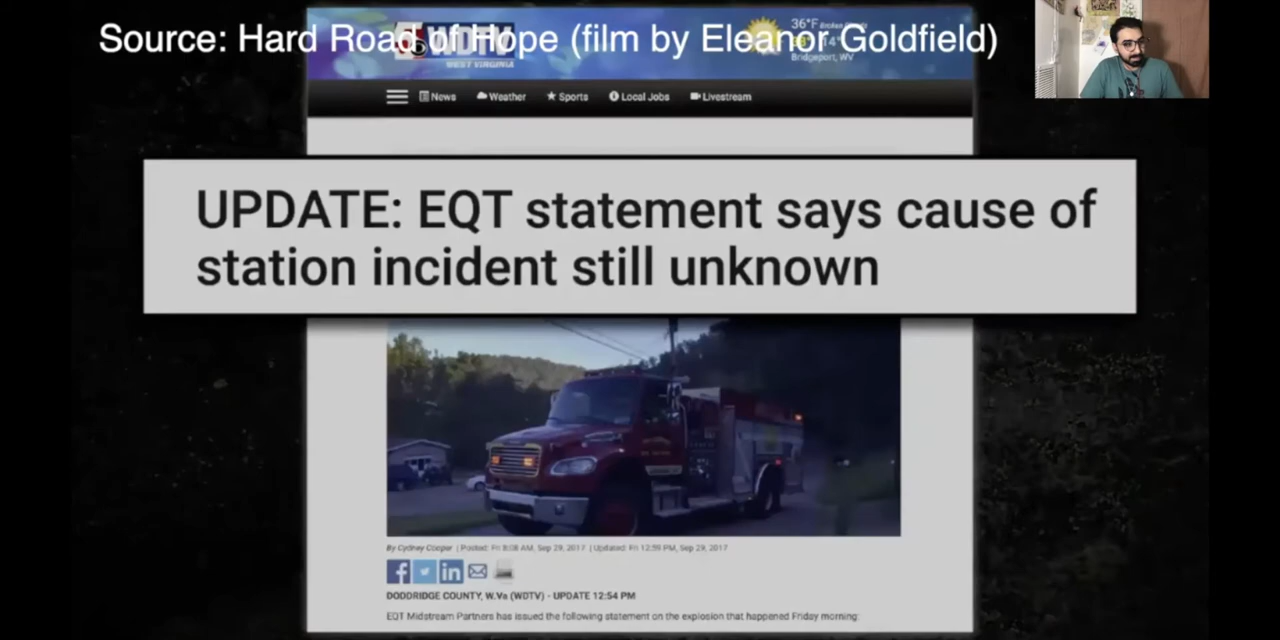 Source: Hard Road of Hope (film by Eleanor Goldfield)
WDTV
WEST VIRGINIA
36°F
Bridgeport, WV
News Weather Sports Local Jobs Livestream
UPDATE: EQT statement says cause of
station incident still unknown
By Cydney Cooper | Posted: Fri 8:08 AM, Sep 29, 2017 | Updated: Fri 12:59 PM, Sep 29, 2017
DODDRIDGE COUNTY, W.Va (WDTV) - UPDATE 12:54 PM
EQT Midstream Partners has issued the following statement on the explosion that happened Friday morning: